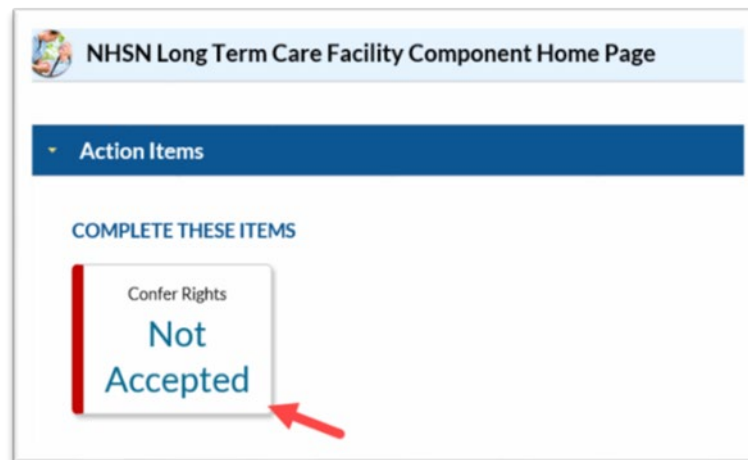 NHSN Long Term Care Facility Component Home Page
Action Items
COMPLETE THESE ITEMS
Confer Rights
Not
Accepted